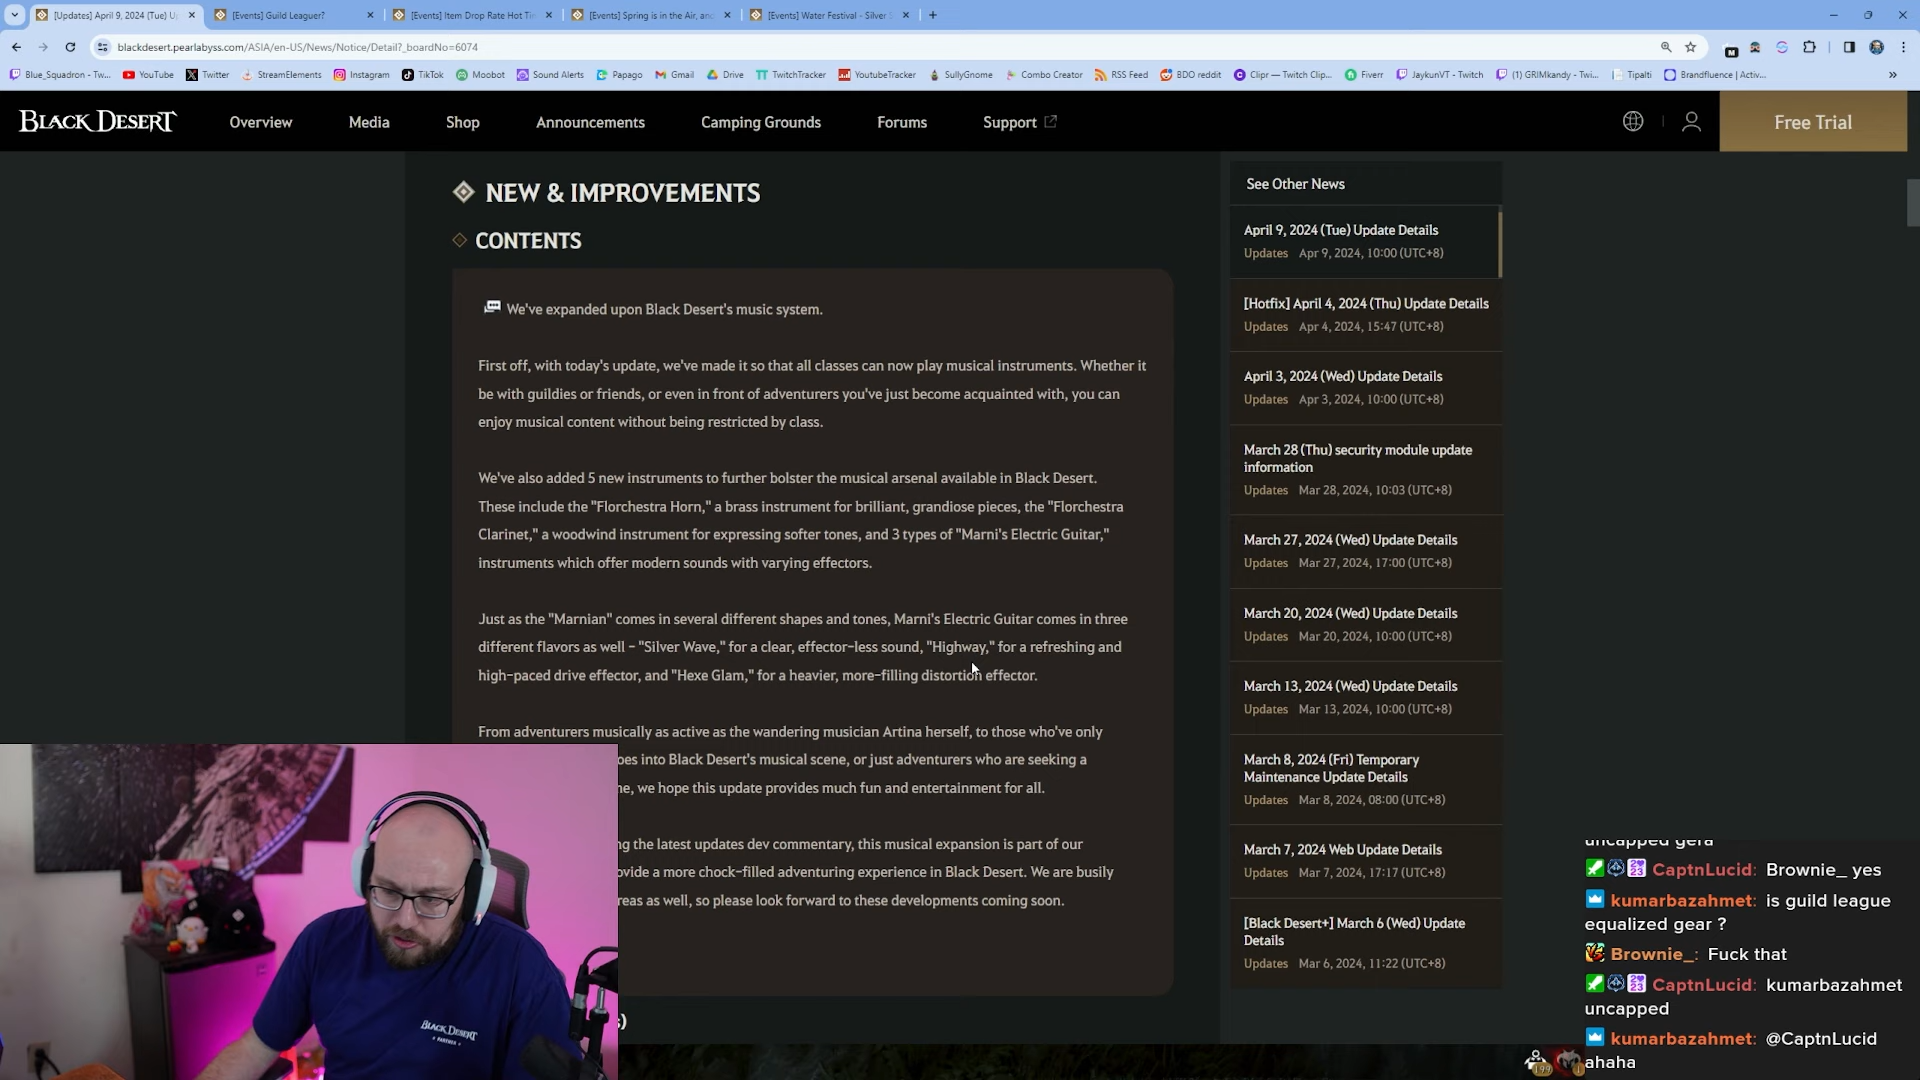 [Updates] April 9, 2024 (Tue) U
[Events] Guild Leaguer?
[Events] Item Drop Rate Hot Ti
[Events] Spring is in the Air, an
[Events] Water Festival - Silver
blackdesert.pearlabyss.com/ASIA/en-US/News/Notice/Detail?_boardNo=6074
Blue_Squadron - Tw... YouTube Twitter StreamElements Instagram TikTok Moobot Sound Alerts Papago Gmail Drive TwitchTracker YoutubeTracker SullyGnome Combo Creator RSS Feed BDO reddit Clipr — Twitch Clip... Fiverr JaykunVT - Twitch (1) GRIMkandy - Twi... Tipalti Brandfluence | Activ...
BLACK DESERT Overview Media Shop Announcements Camping Grounds Forums Support Free Trial
NEW & IMPROVEMENTS
CONTENTS
We've expanded upon Black Desert's music system.
First off, with today's update, we've made it so that all classes can now play musical instruments. Whether it
be with guildies or friends, or even in front of adventurers you've just become acquainted with, you can
enjoy musical content without being restricted by class.
We've also added 5 new instruments to further bolster the musical arsenal available in Black Desert.
These include the "Florchestra Horn," a brass instrument for brilliant, grandiose pieces, the "Florchestra
Clarinet," a woodwind instrument for expressing softer tones, and 3 types of "Marni's Electric Guitar,"
instruments which offer modern sounds with varying effectors.
Just as the "Marnian" comes in several different shapes and tones, Marni's Electric Guitar comes in three
different flavors as well - "Silver Wave," for a clear, effector-less sound, "Highway," for a refreshing and
high-paced drive effector, and "Hexe Glam," for a heavier, more-filling distortion effector.
From adventurers musically as active as the wandering musician Artina herself, to those who've only
oes into Black Desert's musical scene, or just adventurers who are seeking a
ne, we hope this update provides much fun and entertainment for all.
ng the latest updates dev commentary, this musical expansion is part of our
ovide a more chock-filled adventuring experience in Black Desert. We are busily
reas as well, so please look forward to these developments coming soon.
s)
See Other News
April 9, 2024 (Tue) Update Details
Updates Apr 9, 2024, 10:00 (UTC+8)
[Hotfix] April 4, 2024 (Thu) Update Details
Updates Apr 4, 2024, 15:47 (UTC+8)
April 3, 2024 (Wed) Update Details
Updates Apr 3, 2024, 10:00 (UTC+8)
March 28 (Thu) security module update
information
Updates Mar 28, 2024, 10:03 (UTC+8)
March 27, 2024 (Wed) Update Details
Updates Mar 27, 2024, 17:00 (UTC+8)
March 20, 2024 (Wed) Update Details
Updates Mar 20, 2024, 10:00 (UTC+8)
March 13, 2024 (Wed) Update Details
Updates Mar 13, 2024, 10:00 (UTC+8)
March 8, 2024 (Fri) Temporary
Maintenance Update Details
Updates Mar 8, 2024, 08:00 (UTC+8)
March 7, 2024 Web Update Details
Updates Mar 7, 2024, 17:17 (UTC+8)
[Black Desert+] March 6 (Wed) Update
Details
Updates Mar 6, 2024, 11:22 (UTC+8)
uncapped gera
CaptnLucid: Brownie_ yes
kumarbazahmet: is guild league
equalized gear ?
Brownie_: Fuck that
CaptnLucid: kumarbazahmet
uncapped
kumarbazahmet: @CaptnLucid
ahaha
BLACK DESERT
PARTNER
199